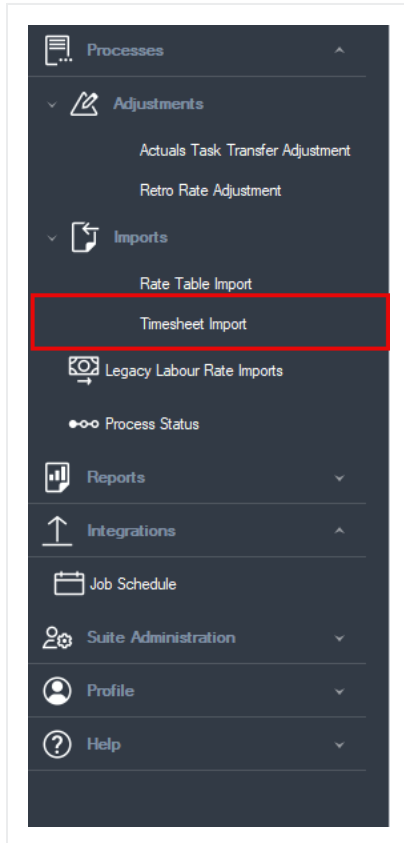 Processes
Adjustments
Actuals Task Transfer Adjustment
Retro Rate Adjustment
Imports
Rate Table Import
Timesheet Import
Legacy Labour Rate Imports
Process Status
Reports
Integrations
Job Schedule
Suite Administration
Profile
Help